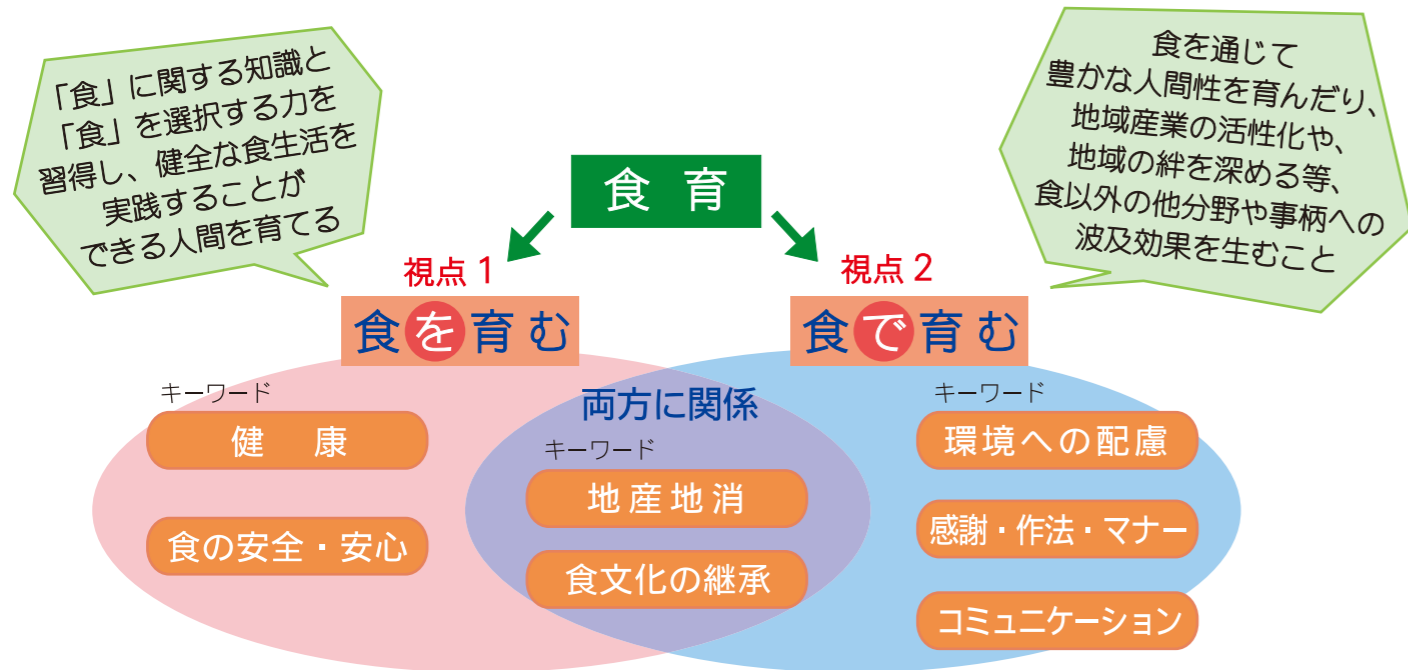 「食」に関する知識と
「食」を選択する力を
習得し、健全な食生活を
実践することが
できる人間を育てる
食を通じて
豊かな人間性を育んだり、
地域産業の活性化や、
地域の絆を深める等、
食以外の他分野や事柄への
波及効果を生むこと
食育
視点1
食を育む
視点2
食で育む
キーワード
健康
食の安全・安心
両方に関係
キーワード
地産地消
食文化の継承
キーワード
環境への配慮
感謝・作法・マナー
コミュニケーション